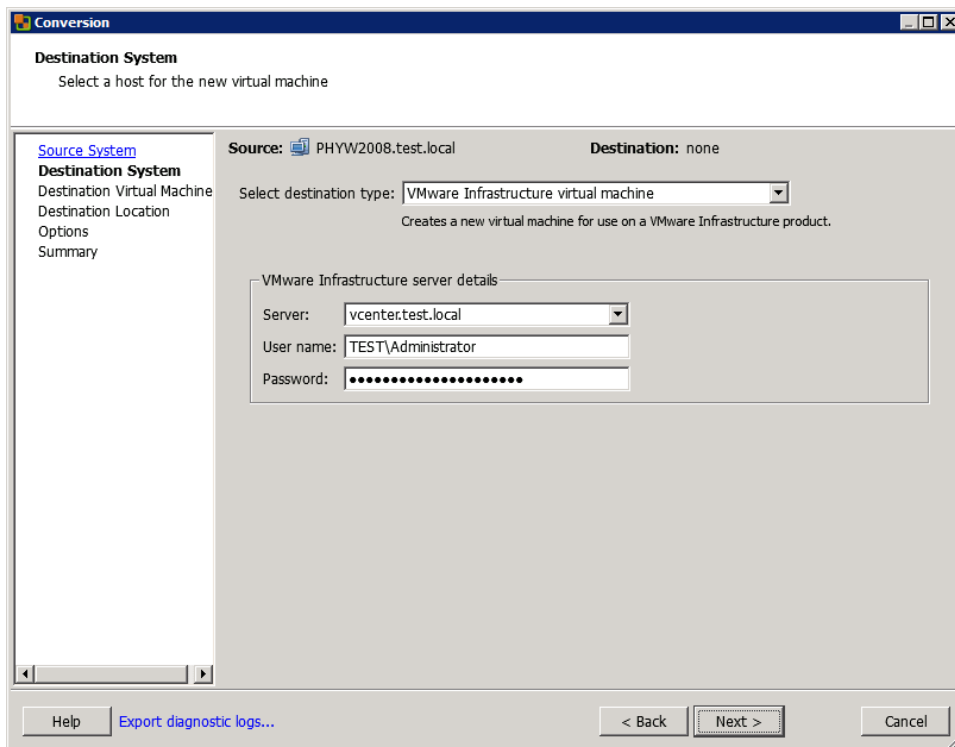 Conversion
Destination System
Select a host for the new virtual machine
Source System
Destination System
Destination Virtual Machine
Destination Location
Options
Summary
Source: PHYW2008.test.local Destination: none
Select destination type: VMware Infrastructure virtual machine
Creates a new virtual machine for use on a VMware Infrastructure product.
VMware Infrastructure server details
Server: vcenter.test.local
User name: TEST\Administrator
Password: ●●●●●●●●●●●●●●●●●●●●●
Help Export diagnostic logs... < Back Next > Cancel